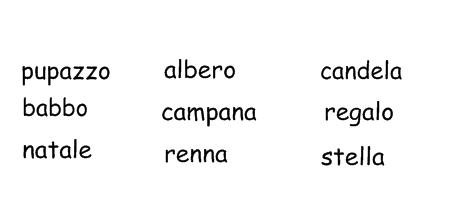 pupazzo albero candela
babbo campana regalo
natale renna stella